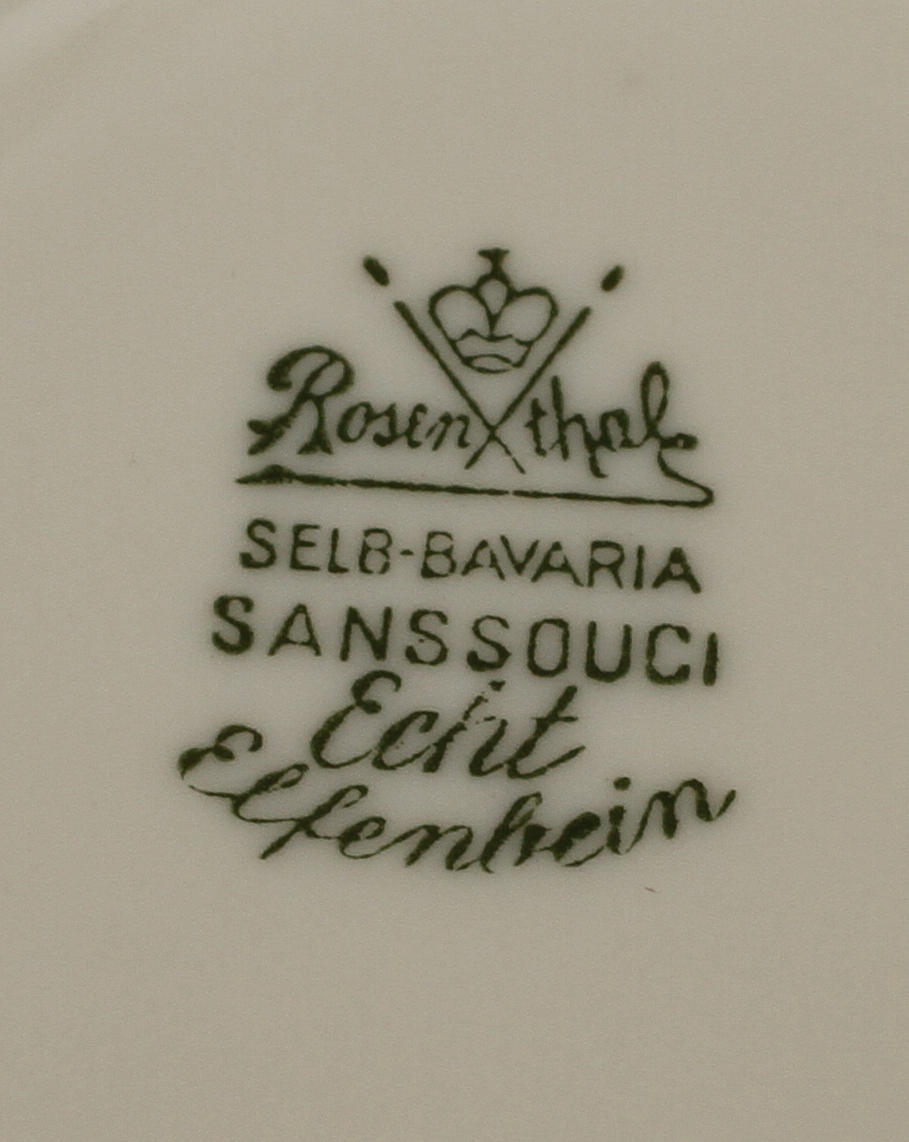 Rosenthal
SELB-BAVARIA
SANSSOUCI
Echt
Elfenbein